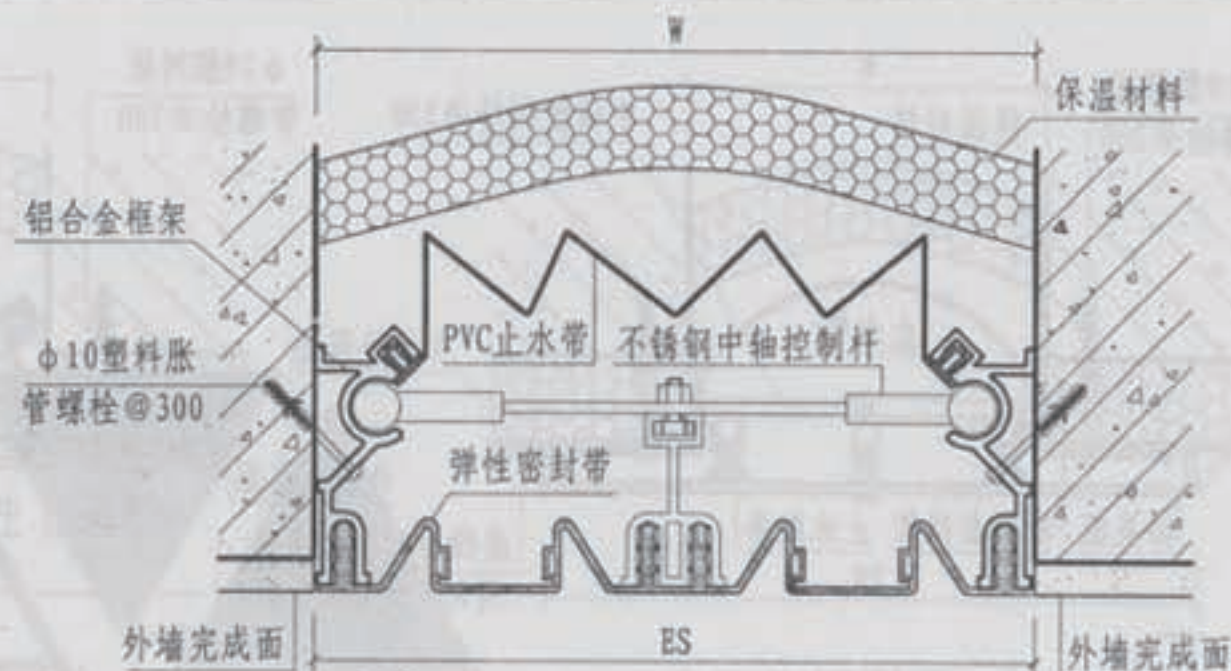 W
保温材料
铝合金框架
φ10塑料胀
管螺栓@300
PVC止水带
不锈钢中轴控制杆
弹性密封带
外墙完成面
ES
外墙完成面